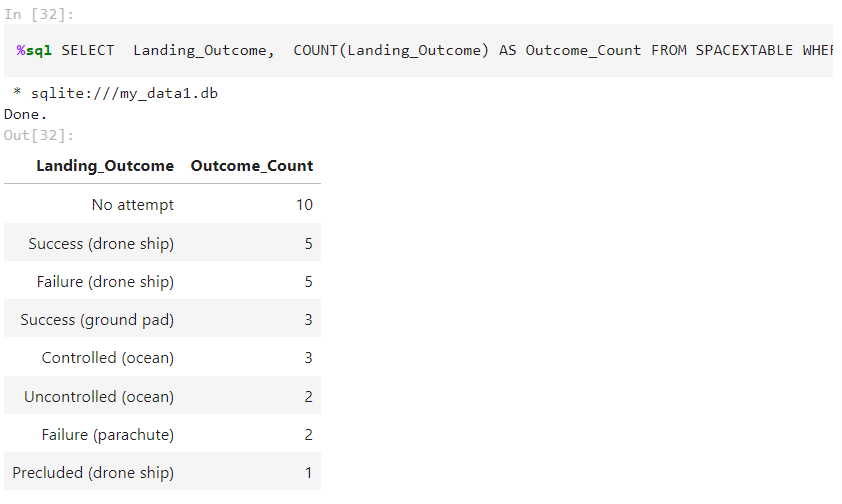 In [32]:
%sql SELECT  Landing_Outcome,  COUNT(Landing_Outcome) AS Outcome_Count FROM SPACEXTABLE
* sqlite:///my_data1.db
Done.
Out[32]:
Landing_Outcome Outcome_Count
No attempt 10
Success (drone ship) 5
Failure (drone ship) 5
Success (ground pad) 3
Controlled (ocean) 3
Uncontrolled (ocean) 2
Failure (parachute) 2
Precluded (drone ship) 1